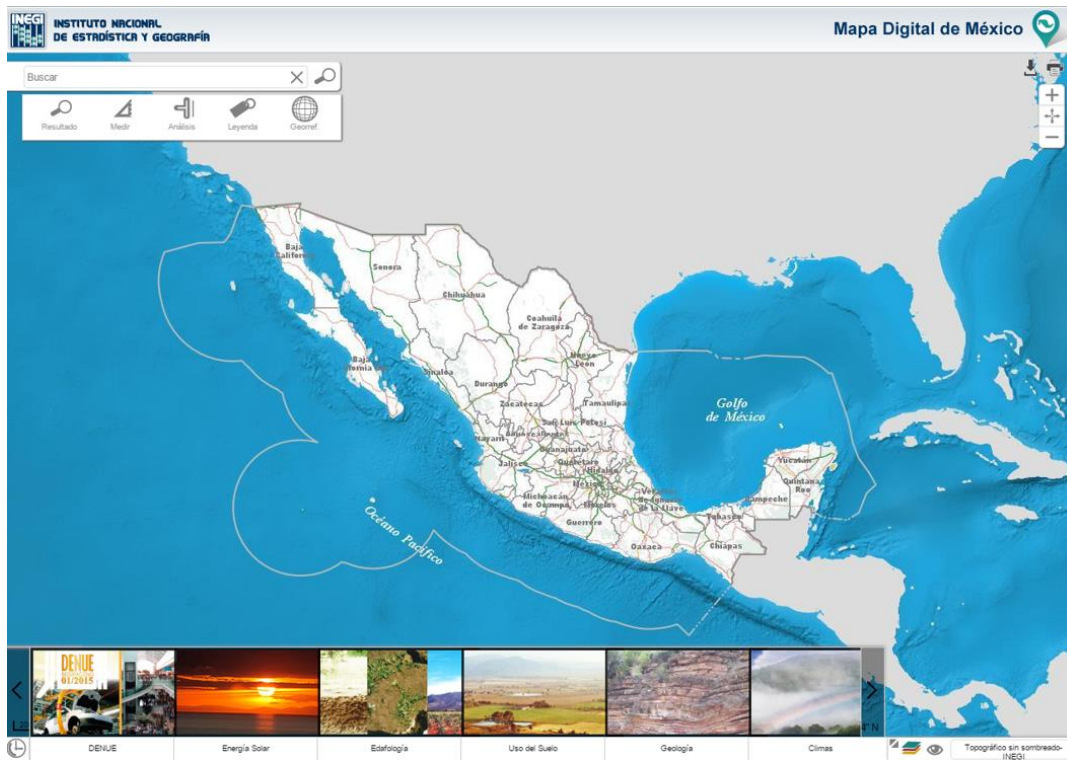 INEGI
INSTITUTO NACIONAL
DE ESTADÍSTICA Y GEOGRAFÍA
Mapa Digital de México
Buscar
Resultado
Medir
Análisis
Leyenda
Georref.
Baja
California
Sonora
Chihuahua
Coahuila
de Zaragoza
Nuevo
León
Baja
Sinaloa
Durango
Zacatecas
Tamaulipas
San Luis Potosí
Nayarit
Guanajuato
Jalisco
Querétaro
Hidalgo
México
Michoacán
de Ocampo
Guerrero
Oaxaca
Tabasco
Chiapas
Campeche
Yucatán
Quintana
Roo
Golfo
de México
Océano Pacífico
DENUE
01/2015
DENUE
Energía Solar
Edafología
Uso del Suelo
Geología
Climas
Topográfico sin sombreado-
INEGI